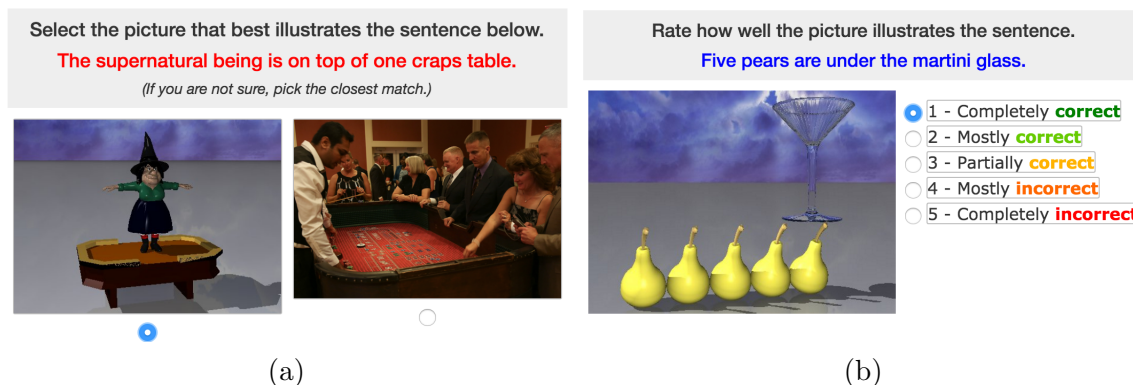 Select the picture that best illustrates the sentence below.
The supernatural being is on top of one craps table.
(If you are not sure, pick the closest match.)
(a)
Rate how well the picture illustrates the sentence.
Five pears are under the martini glass.
1 - Completely correct
2 - Mostly correct
3 - Partially correct
4 - Mostly incorrect
5 - Completely incorrect
(b)